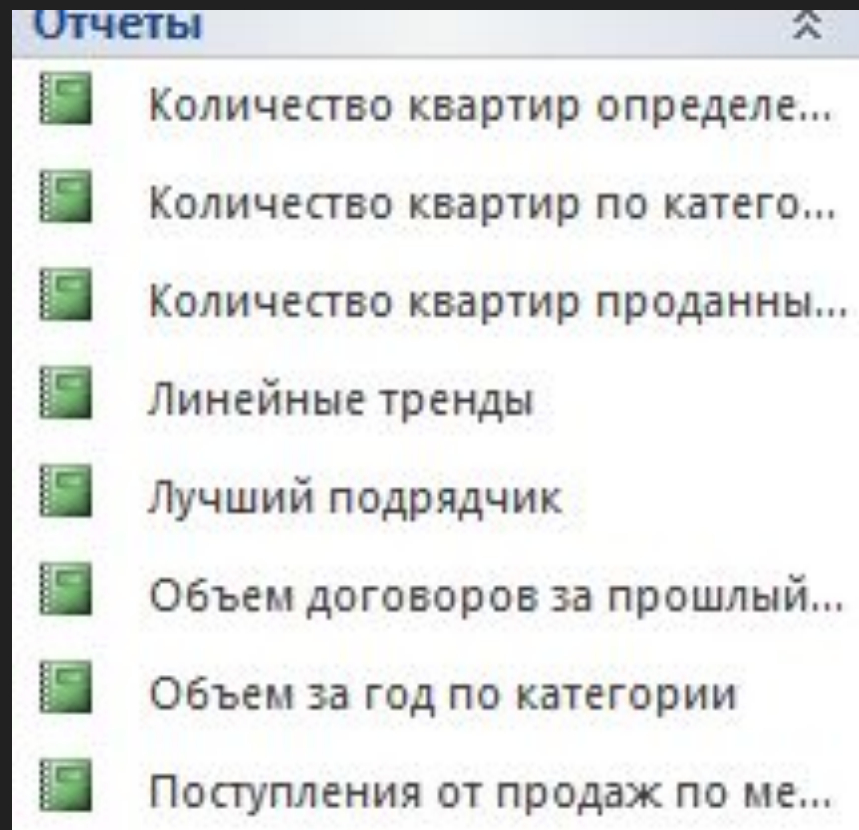 Отчеты
Количество квартир определе...
Количество квартир по катего...
Количество квартир проданны...
Линейные тренды
Лучший подрядчик
Объем договоров за прошлый...
Объем за год по категории
Поступления от продаж по ме...